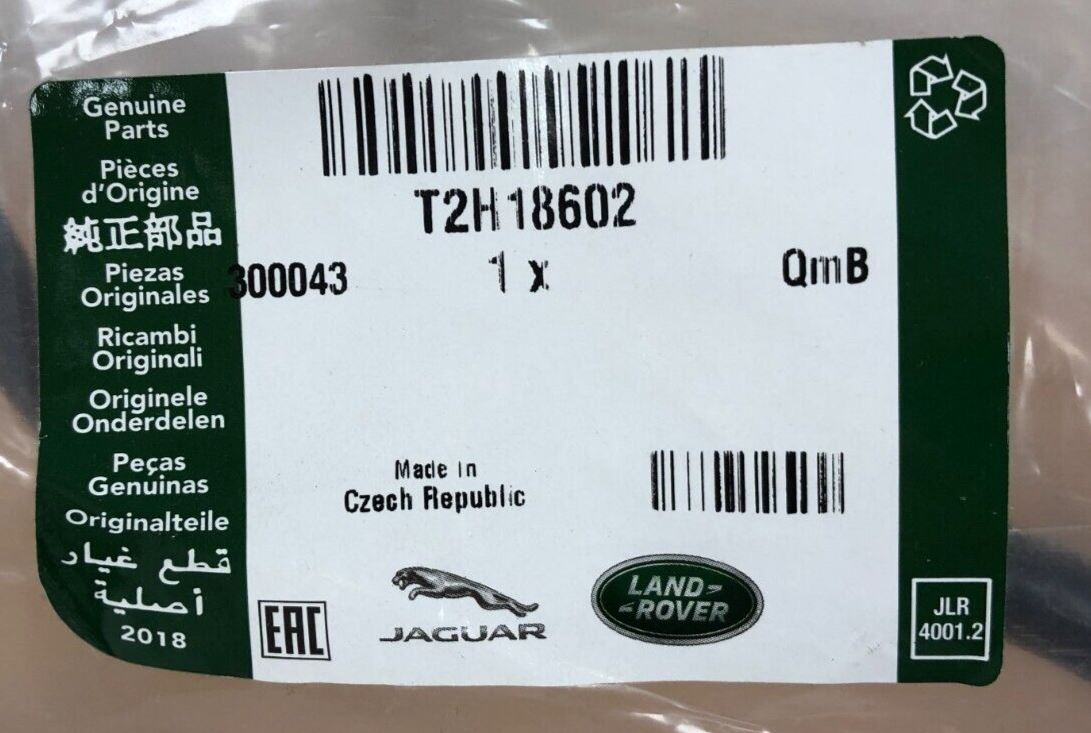 Genuine
Parts
Pièces
d'Origine
純正部品
Piezas
Originales
Ricambi
Originali
Originele
Onderdelen
Peças
Genuinas
Originalteile
قطع غيار
أصلية
2018
T2H18602
300043 1 x QmB
Made In
Czech Republic
EAC
JAGUAR
LAND-
-ROVER
JLR
4001.2